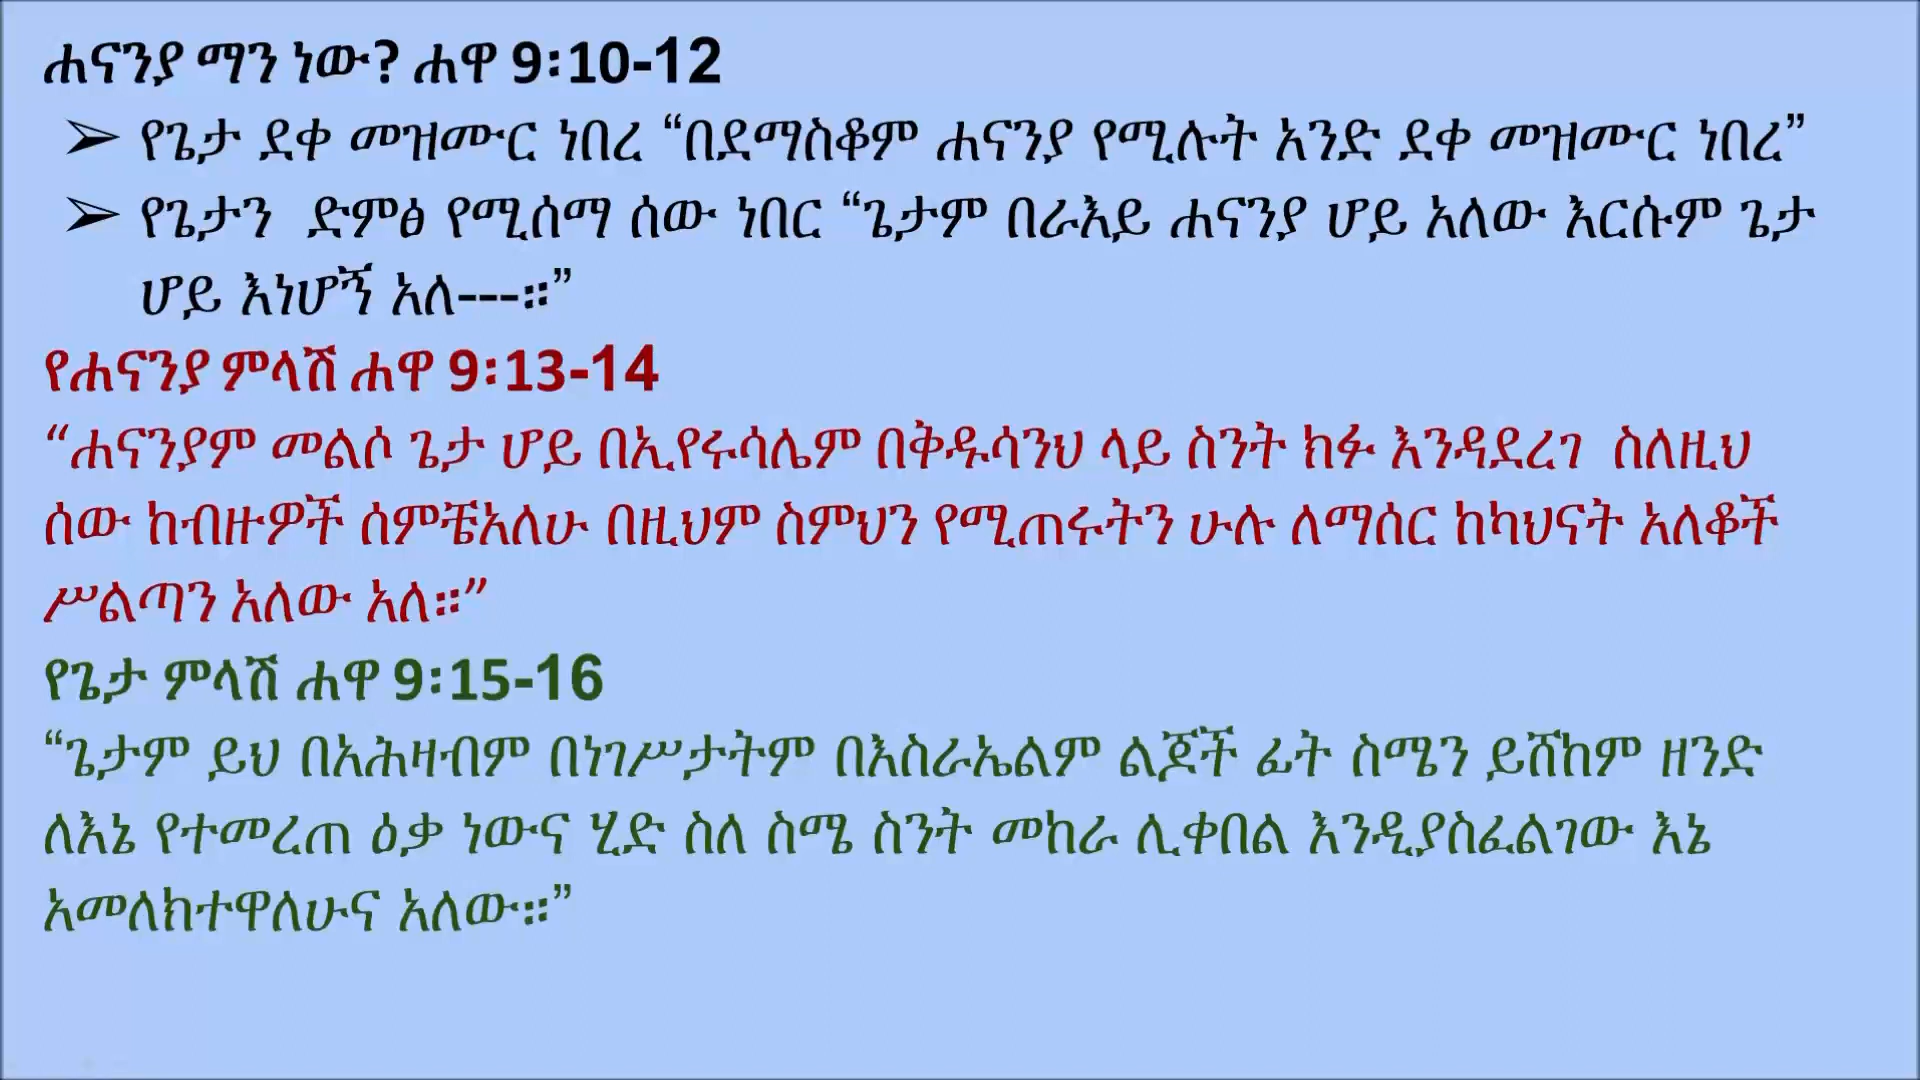 ሐናንያ ማን ነው? ሐዋ 9፡10-12
➢ የጌታ ደቀ መዝሙር ነበረ “በደማስቆም ሐናንያ የሚሉት አንድ ደቀ መዝሙር ነበረ”
➢ የጌታን ድምፅ የሚሰማ ሰው ነበር “ጌታም በራእይ ሐናንያ ሆይ አለው እርሱም ጌታ
ሆይ እነሆኝ አለ---።”
የሐናንያ ምላሽ ሐዋ 9፡13-14
“ሐናንያም መልሶ ጌታ ሆይ በኢየሩሳሌም በቅዱሳንህ ላይ ስንት ክፉ እንዳደረገ ስለዚህ
ሰው ከብዙዎች ሰምቼአለሁ በዚህም ስምህን የሚጠሩትን ሁሉ ለማሰር ከካህናት አለቆች
ሥልጣን አለው አለ።”
የጌታ ምላሽ ሐዋ 9፡15-16
“ጌታም ይህ በአሕዛብም በነገሥታትም በእስራኤልም ልጆች ፊት ስሜን ይሸከም ዘንድ
ለእኔ የተመረጠ ዕቃ ነውና ሂድ ስለ ስሜ ስንት መከራ ሊቀበል እንዲያስፈልገው እኔ
አመለክተዋለሁና አለው።”